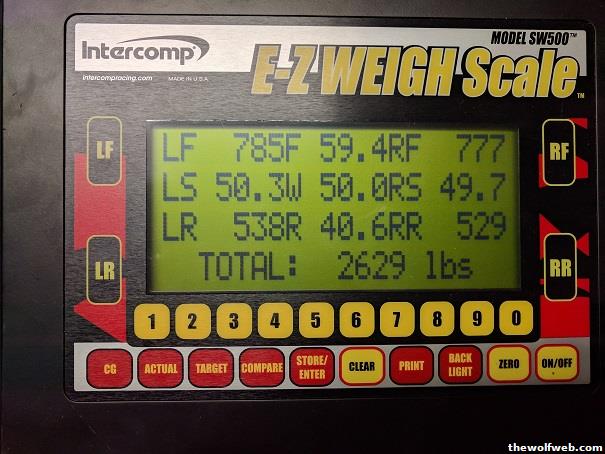 Intercomp®
intercompracing.com MADE IN U.S.A.
MODEL SW500™
E-Z WEIGH Scale™
LF
RF
LR
RR
LF 785F 59.4RF 777
LS 50.3W 50.0RS 49.7
LR 538R 40.6RR 529
TOTAL: 2629 lbs
1 2 3 4 5 6 7 8 9 0
CG ACTUAL TARGET COMPARE STORE/ENTER CLEAR PRINT BACK LIGHT ZERO ON/OFF
thewolfweb.com